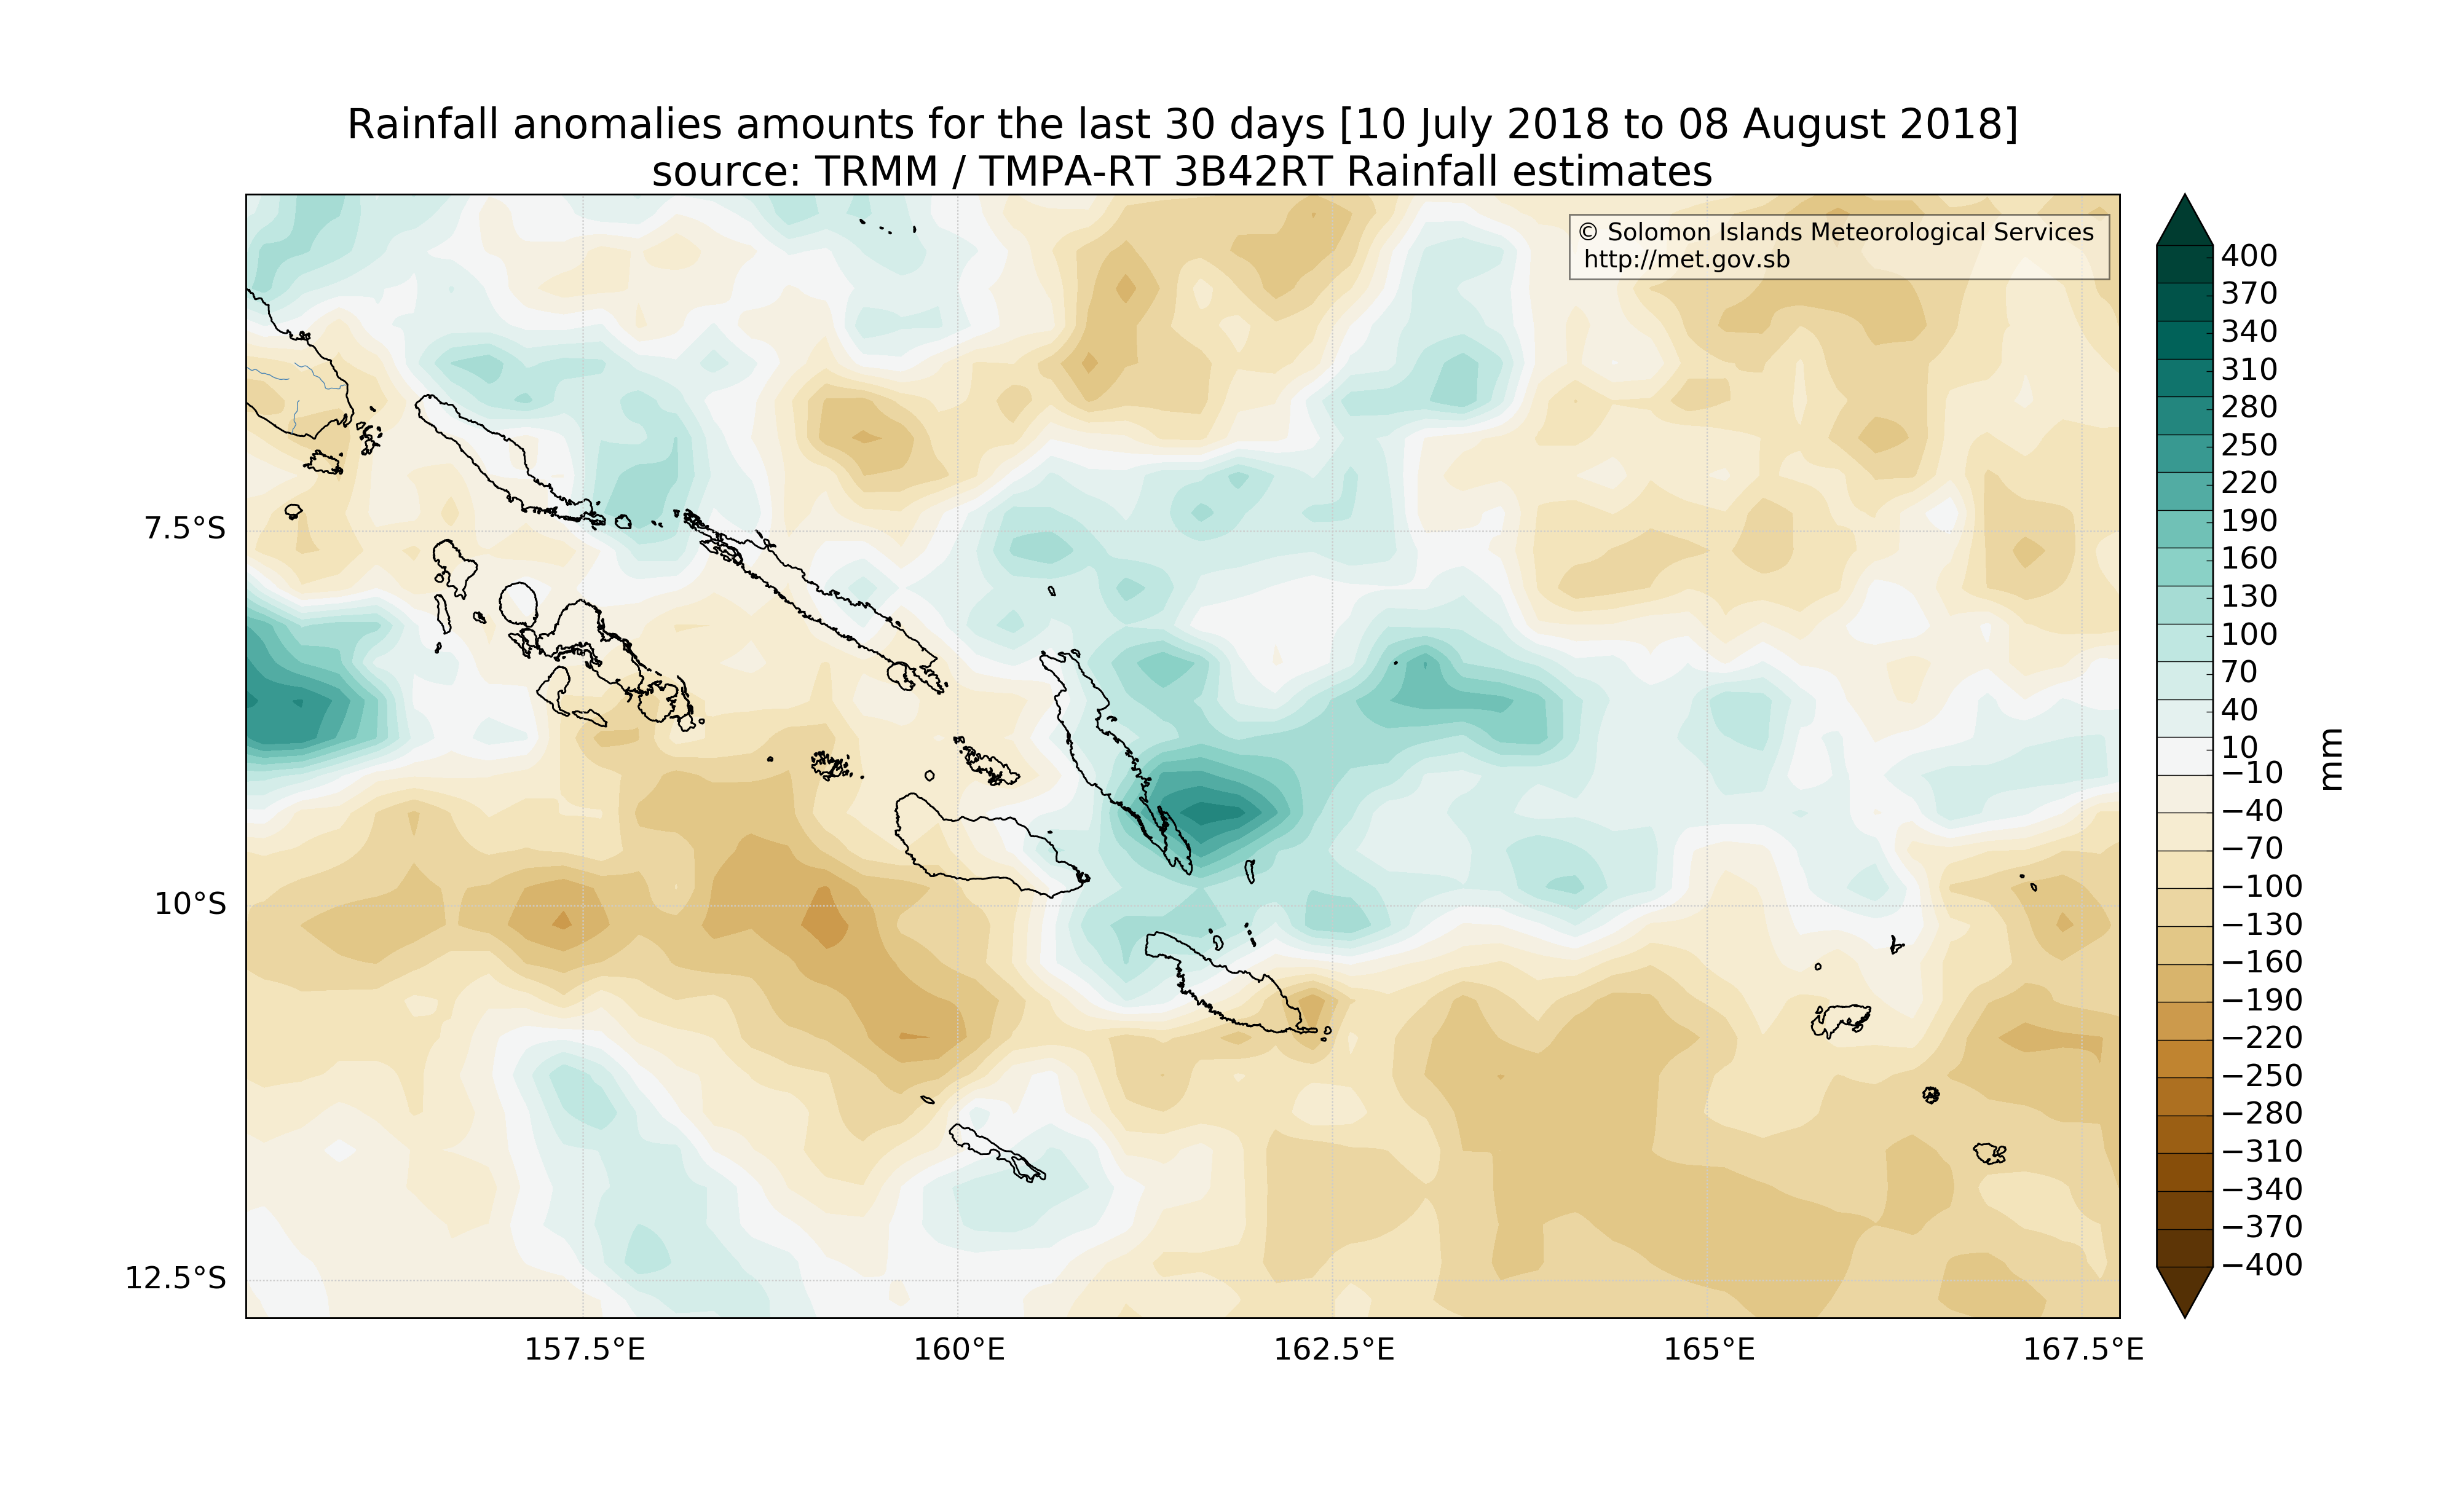 Rainfall anomalies amounts for the last 30 days [10 July 2018 to 08 August 2018]
source: TRMM / TMPA-RT 3B42RT Rainfall estimates
© Solomon Islands Meteorological Services
http://met.gov.sb
7.5°S
10°S
12.5°S
157.5°E
160°E
162.5°E
165°E
167.5°E
400
370
340
310
280
250
220
190
160
130
100
70
40
10
−10
−40
−70
−100
−130
−160
−190
−220
−250
−280
−310
−340
−370
−400
mm